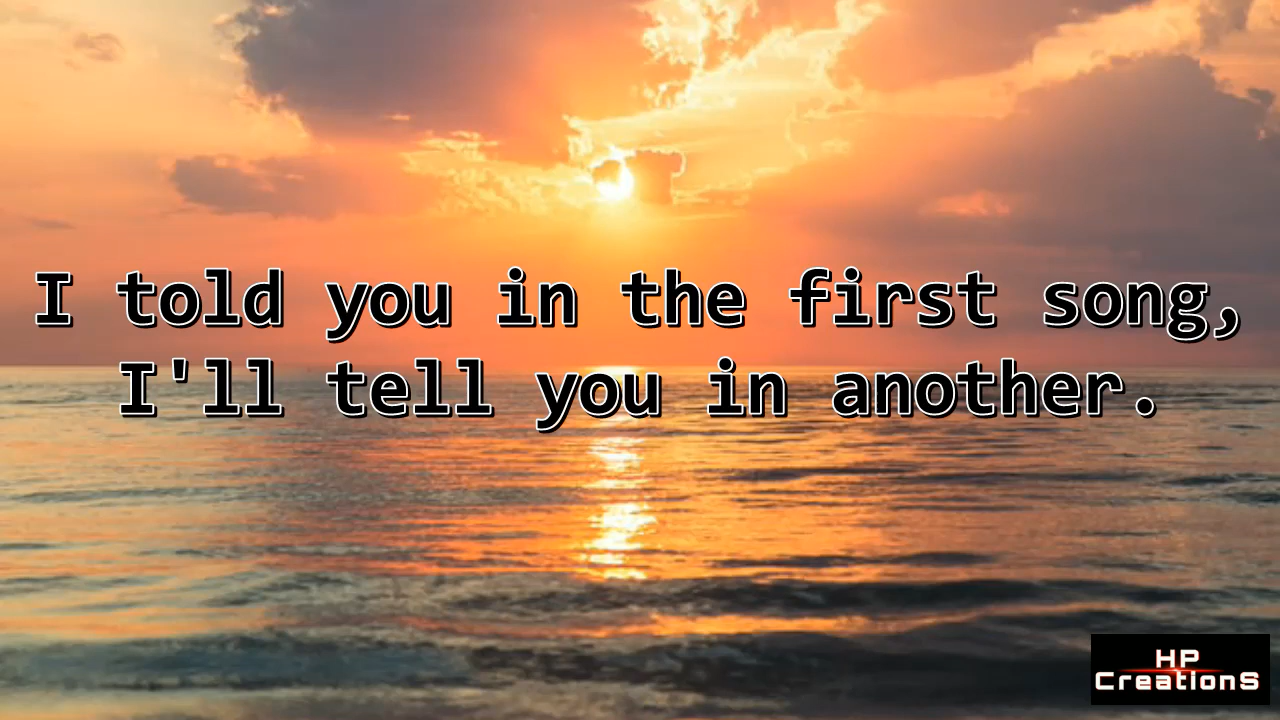 I told you in the first song,
I'll tell you in another.
HP
CreationS